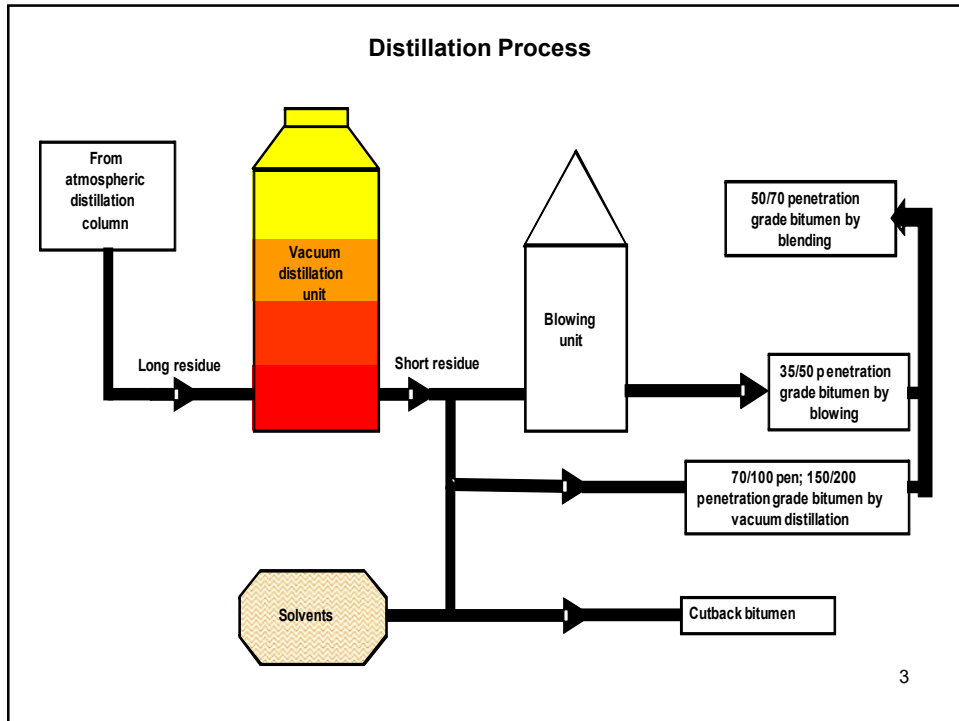 Distillation Process
From
atmospheric
distillation
column
Vacuum
distillation
unit
Long residue
Short residue
Blowing
unit
50/70 penetration
grade bitumen by
blending
35/50 penetration
grade bitumen by
blowing
70/100 pen; 150/200
penetration grade bitumen by
vacuum distillation
Solvents
Cutback bitumen
3